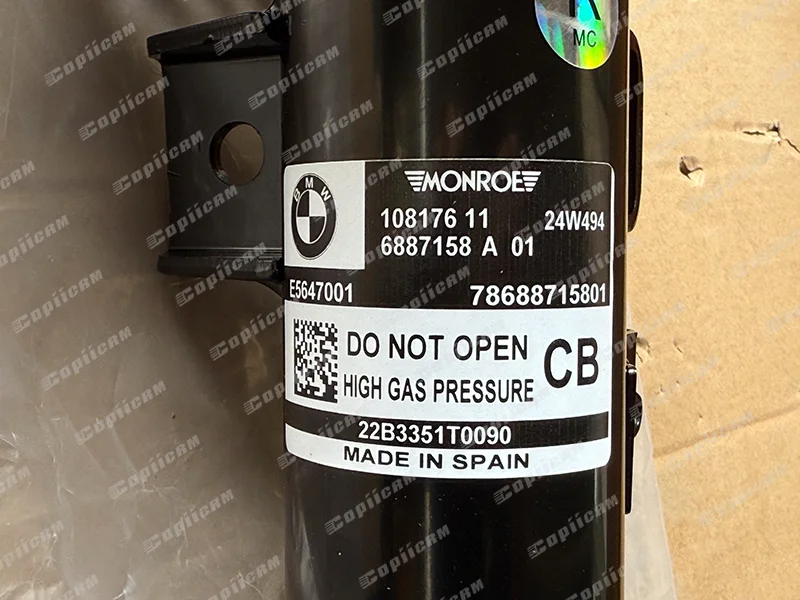 MC
BMW
MONROE
108176 11 24W494
6887158 A 01
E5647001 78688715801
DO NOT OPEN CB
HIGH GAS PRESSURE
22B3351T0090
MADE IN SPAIN
Copiicam